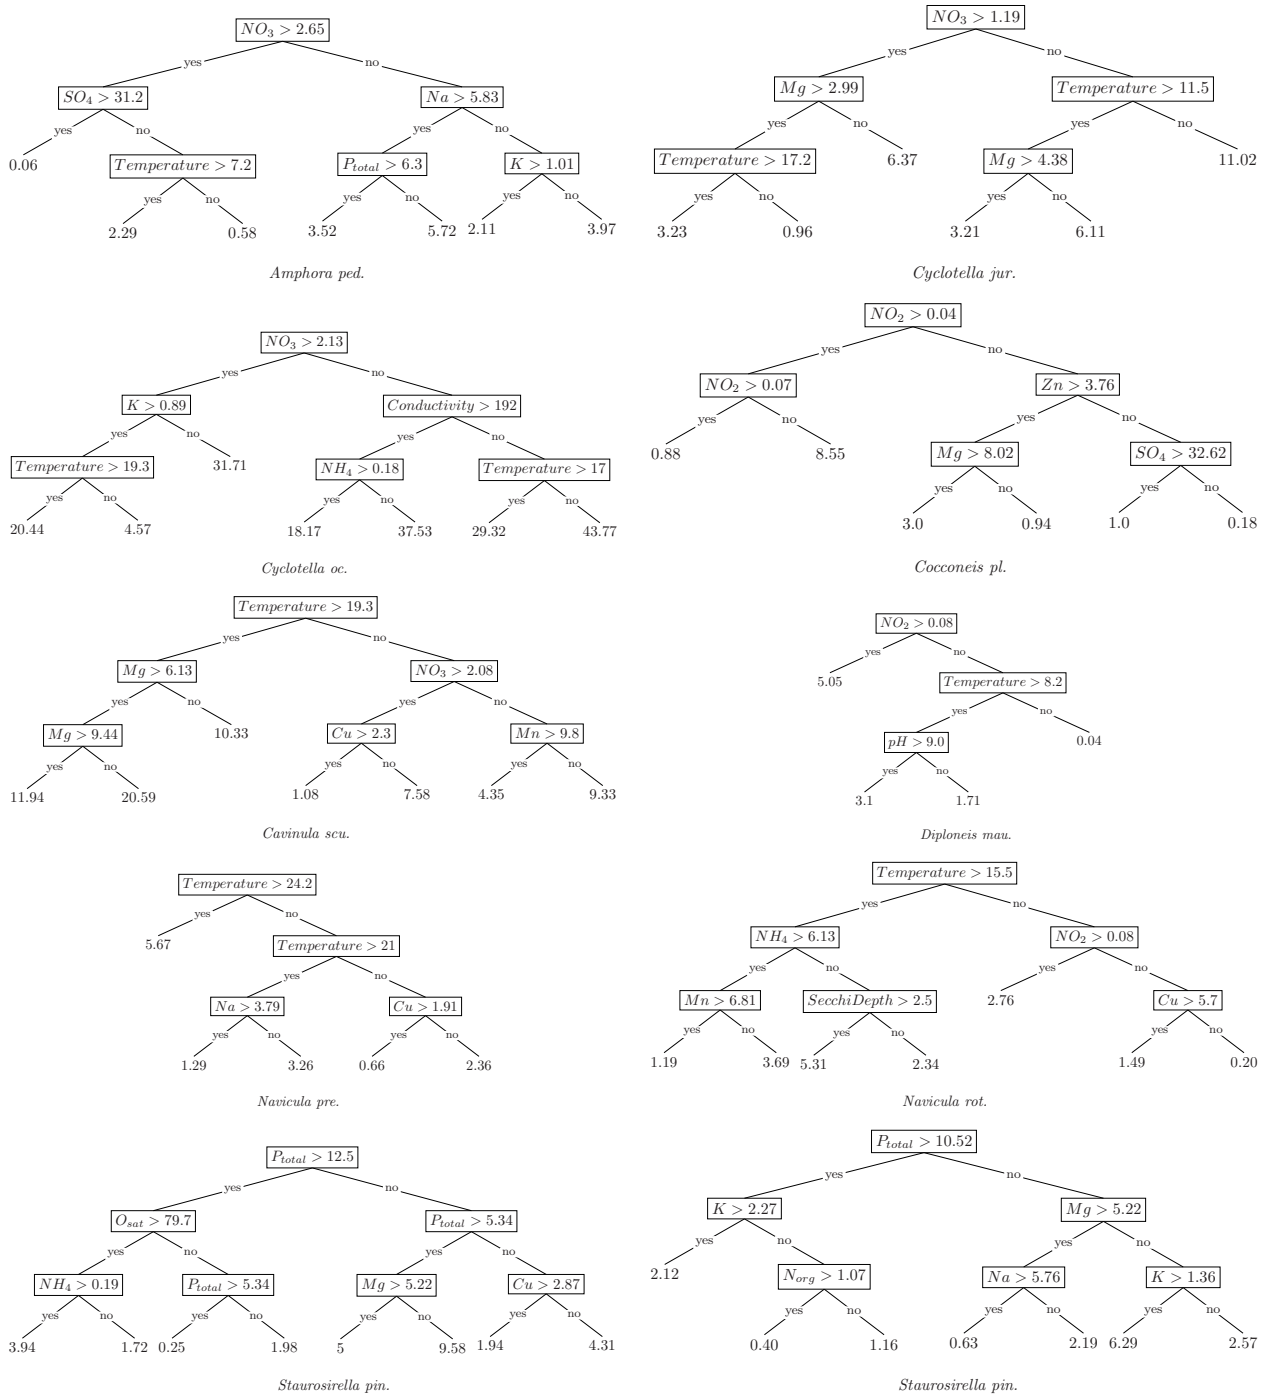 NO₃ > 2.65
yes
no
SO₄ > 31.2
Na > 5.83
yes
no
yes
no
0.06
Temperature > 7.2
P_total > 6.3
K > 1.01
yes
no
yes
no
yes
no
2.29
0.58
3.52
5.72
2.11
3.97
Amphora ped.
NO₃ > 1.19
yes
no
Mg > 2.99
Temperature > 11.5
yes
no
yes
no
Temperature > 17.2
6.37
Mg > 4.38
11.02
yes
no
yes
no
3.23
0.96
3.21
6.11
Cyclotella jur.
NO₃ > 2.13
yes
no
K > 0.89
Conductivity > 192
yes
no
yes
no
Temperature > 19.3
31.71
NH₄ > 0.18
Temperature > 17
yes
no
yes
no
yes
no
20.44
4.57
18.17
37.53
29.32
43.77
Cyclotella oc.
NO₂ > 0.04
yes
no
NO₂ > 0.07
Zn > 3.76
yes
no
yes
no
0.88
8.55
Mg > 8.02
SO₄ > 32.62
yes
no
yes
no
3.0
0.94
1.0
0.18
Cocconeis pl.
Temperature > 19.3
yes
no
Mg > 6.13
NO₃ > 2.08
yes
no
yes
no
Mg > 9.44
10.33
Cu > 2.3
Mn > 9.8
yes
no
yes
no
yes
no
11.94
20.59
1.08
7.58
4.35
9.33
Cavinula scu.
NO₂ > 0.08
yes
no
5.05
Temperature > 8.2
yes
no
pH > 9.0
0.04
yes
no
3.1
1.71
Diploneis mau.
Temperature > 24.2
yes
no
5.67
Temperature > 21
yes
no
Na > 3.79
Cu > 1.91
yes
no
yes
no
1.29
3.26
0.66
2.36
Navicula pre.
Temperature > 15.5
yes
no
NH₄ > 6.13
NO₂ > 0.08
yes
no
yes
no
Mn > 6.81
SecchiDepth > 2.5
2.76
Cu > 5.7
yes
no
yes
no
yes
no
1.19
3.69
5.31
2.34
1.49
0.20
Navicula rot.
P_total > 12.5
yes
no
O_sat > 79.7
P_total > 5.34
yes
no
yes
no
NH₄ > 0.19
P_total > 5.34
Mg > 5.22
Cu > 2.87
yes
no
yes
no
yes
no
yes
no
3.94
1.72
0.25
1.98
5
9.58
1.94
4.31
Staurosirella pin.
P_total > 10.52
yes
no
K > 2.27
Mg > 5.22
yes
no
yes
no
2.12
N_org > 1.07
Na > 5.76
K > 1.36
yes
no
yes
no
yes
no
0.40
1.16
0.63
2.19
6.29
2.57
Staurosirella pin.